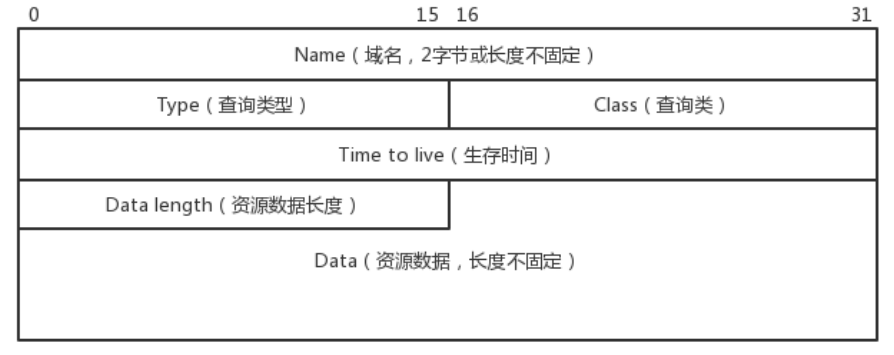 0 15 16 31
Name（域名，2字节或长度不固定）
Type（查询类型） Class（查询类）
Time to live（生存时间）
Data length（资源数据长度）
Data（资源数据，长度不固定）